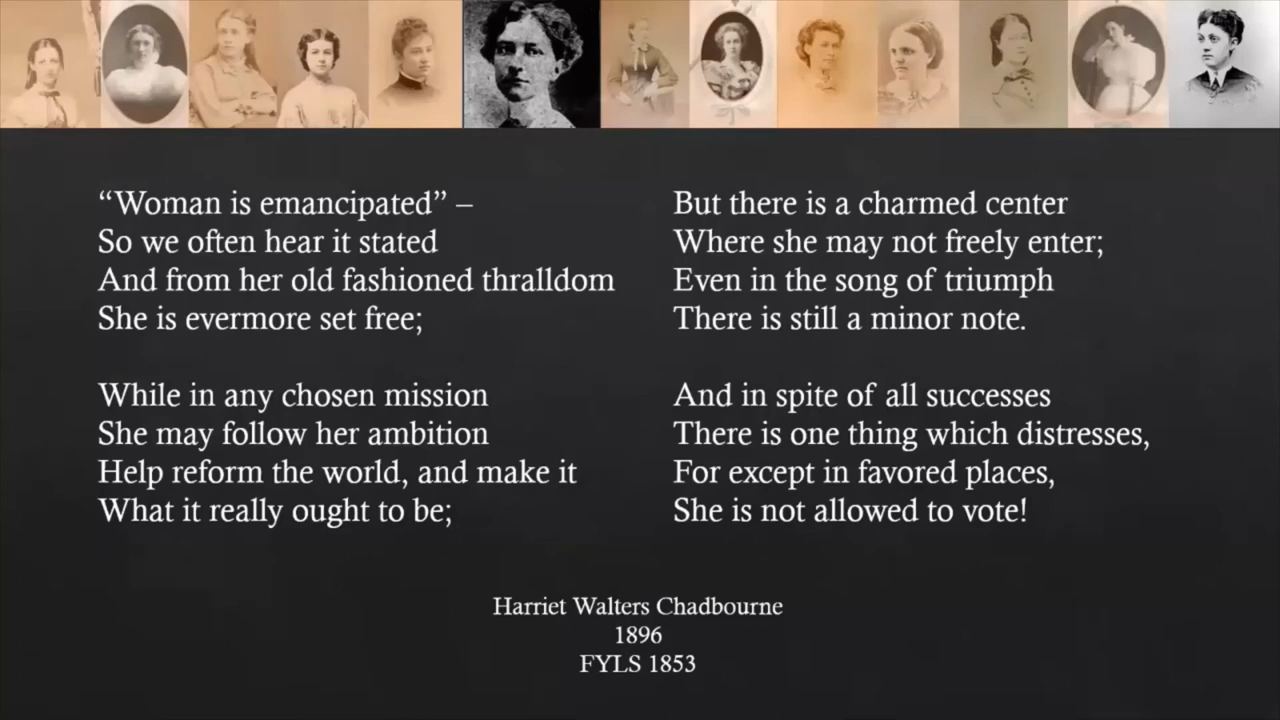 “Woman is emancipated” –
So we often hear it stated
And from her old fashioned thralldom
She is evermore set free;
While in any chosen mission
She may follow her ambition
Help reform the world, and make it
What it really ought to be;
But there is a charmed center
Where she may not freely enter;
Even in the song of triumph
There is still a minor note.
And in spite of all successes
There is one thing which distresses,
For except in favored places,
She is not allowed to vote!
Harriet Walters Chadbourne
1896
FYLS 1853